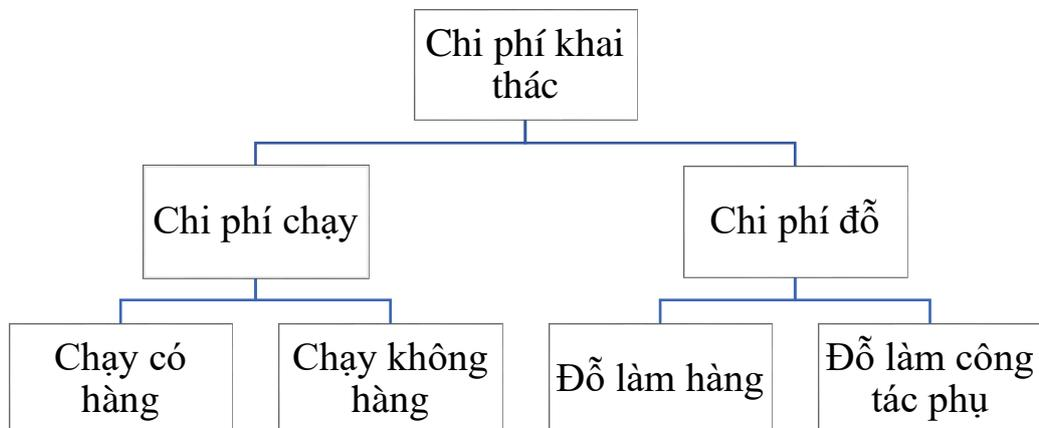 Chi phí khai
thác
Chi phí chạy
Chi phí đỗ
Chạy có
hàng
Chạy không
hàng
Đỗ làm hàng
Đỗ làm công
tác phụ